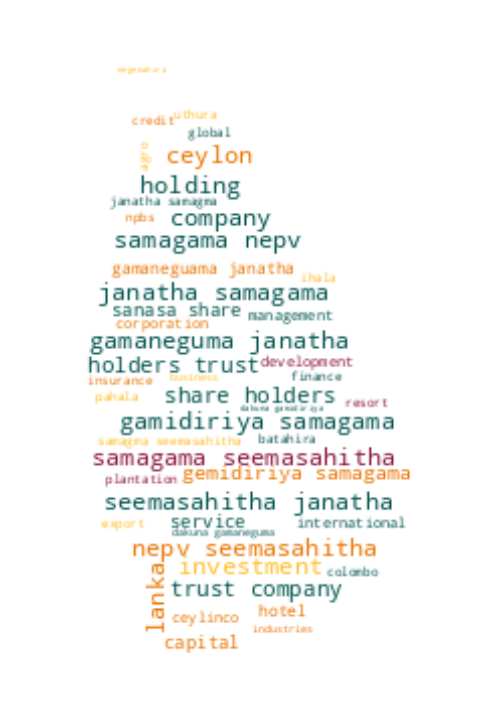 negenahira
uthura
credit
global
ceylon
holding
janatha samagma
npbs
company
samagama nepv
gamaneguama janatha
ihala
janatha samagama
sanasa share
management
corporation
gamaneguma janatha
holders trust
development
insurance
business
finance
pahala
share holders
resort
dakuna gamidiriya
gamidiriya samagama
samagma seemasahitha
batahira
samagama seemasahitha
plantation
gemidiriya samagama
seemasahitha janatha
export
service
international
dakuna gamaneguma
nepv seemasahitha
lanka
investment
colombo
trust company
ceylinco
hotel
industries
capital